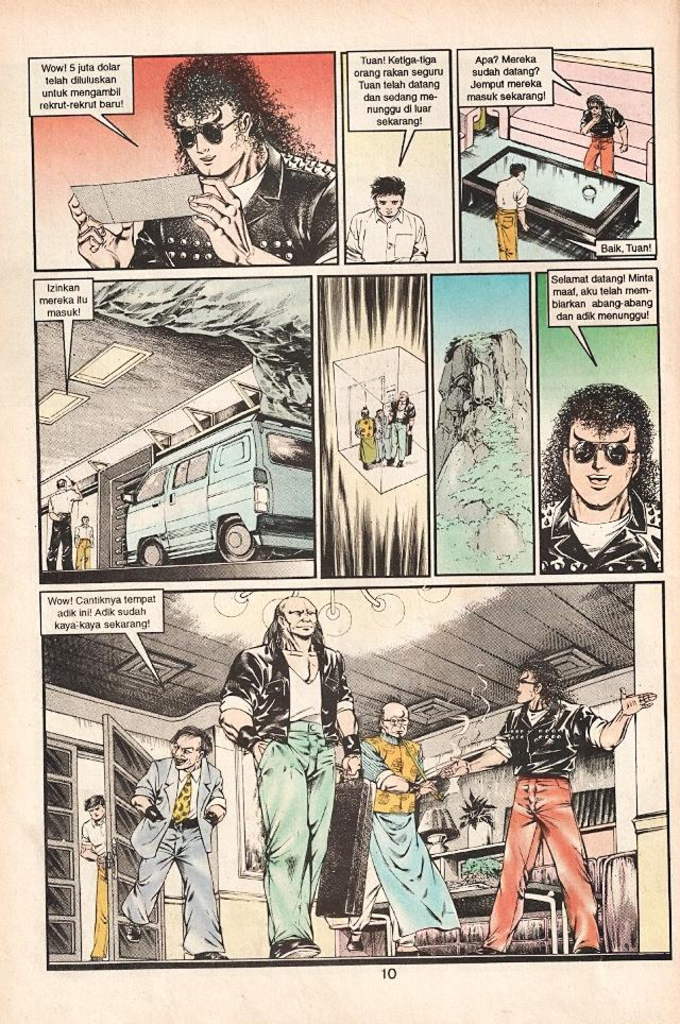 Wow! 5 juta dolar
telah diluluskan
untuk mengambil
rekrut-rekrut baru!
Tuan! Ketiga-tiga
orang rakan seguru
Tuan telah datang
dan sedang me-
nunggu di luar
sekarang!
Apa? Mereka
sudah datang?
Jemput mereka
masuk sekarang!
Baik, Tuan!
Izinkan
mereka itu
masuk!
Selamat datang! Minta
maaf, aku telah mem-
biarkan abang-abang
dan adik menunggu!
Wow! Cantiknya tempat
adik ini! Adik sudah
kaya-kaya sekarang!
10